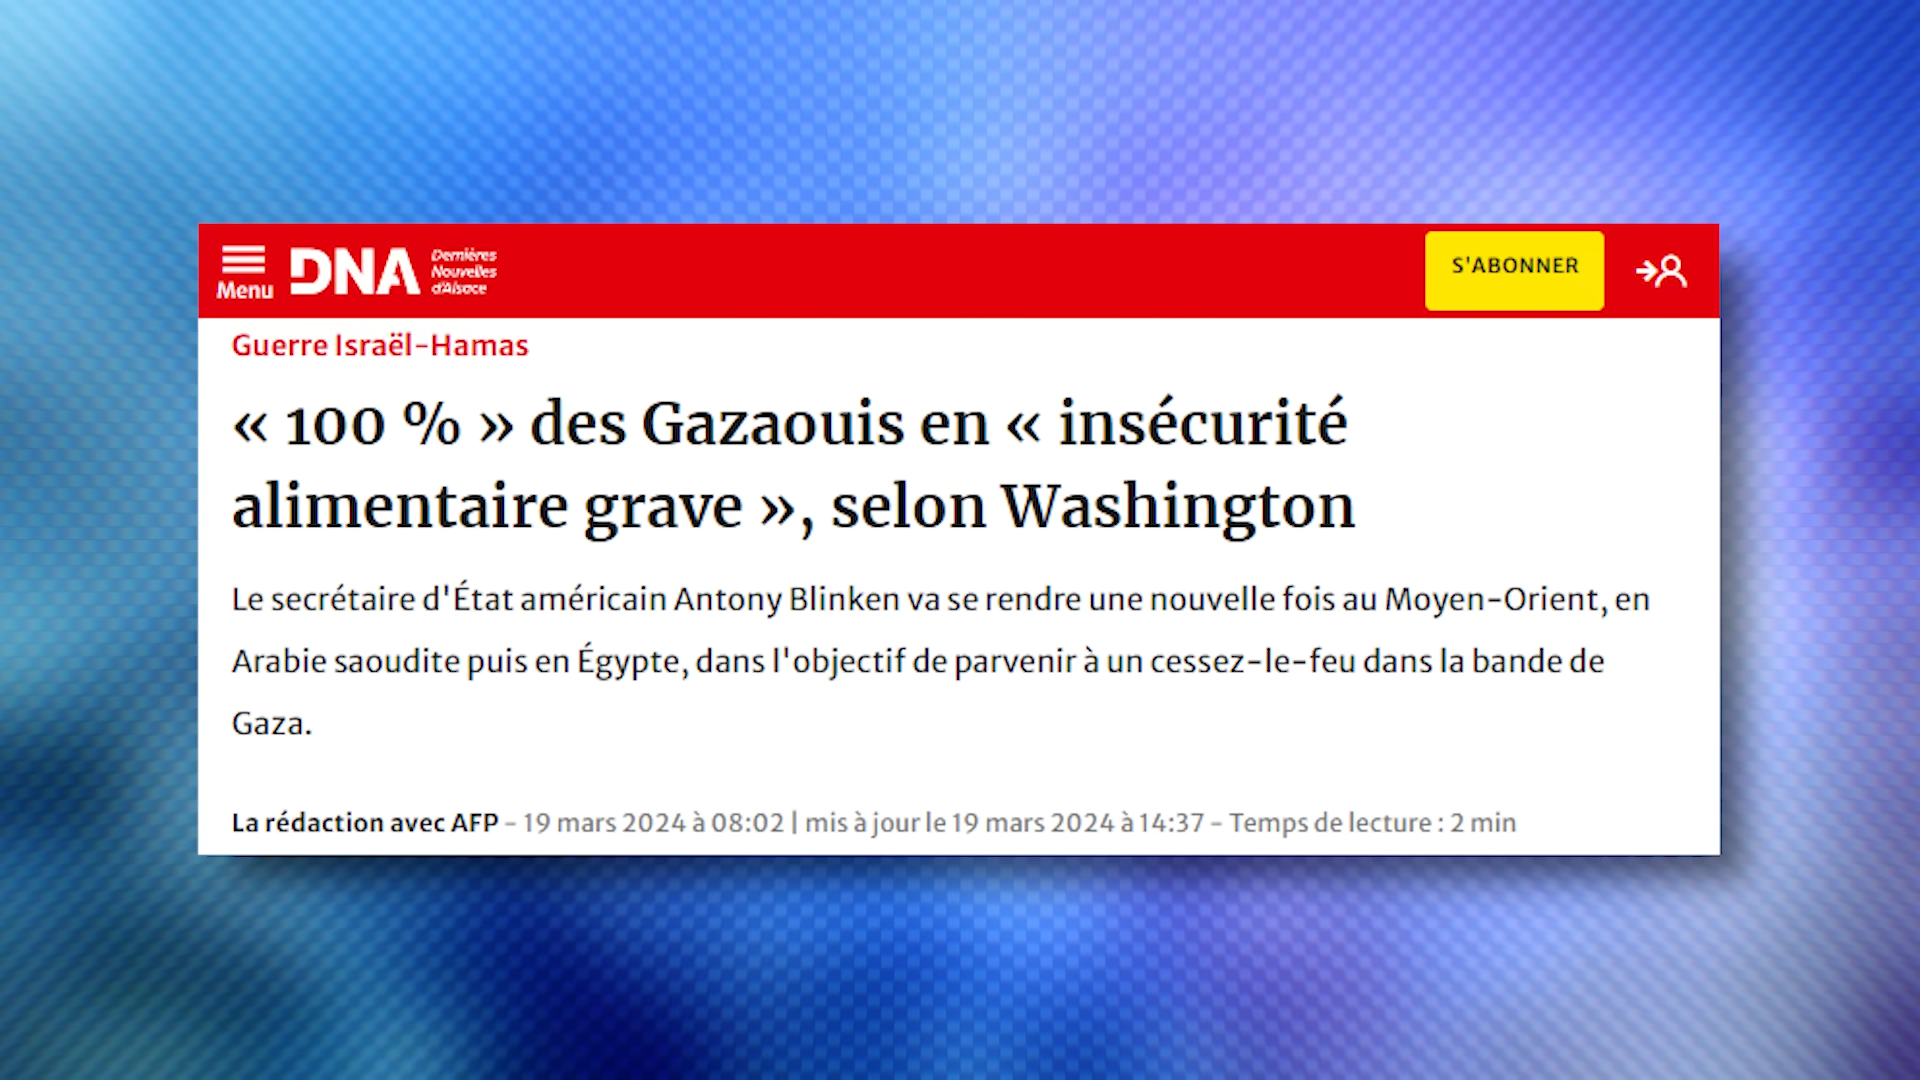 Menu
DNA
Dernières
Nouvelles
d'Alsace
S'ABONNER
Guerre Israël-Hamas
« 100 % » des Gazaouis en « insécurité
alimentaire grave », selon Washington
Le secrétaire d'État américain Antony Blinken va se rendre une nouvelle fois au Moyen-Orient, en
Arabie saoudite puis en Égypte, dans l'objectif de parvenir à un cessez-le-feu dans la bande de
Gaza.
La rédaction avec AFP - 19 mars 2024 à 08:02 | mis à jour le 19 mars 2024 à 14:37 - Temps de lecture : 2 min